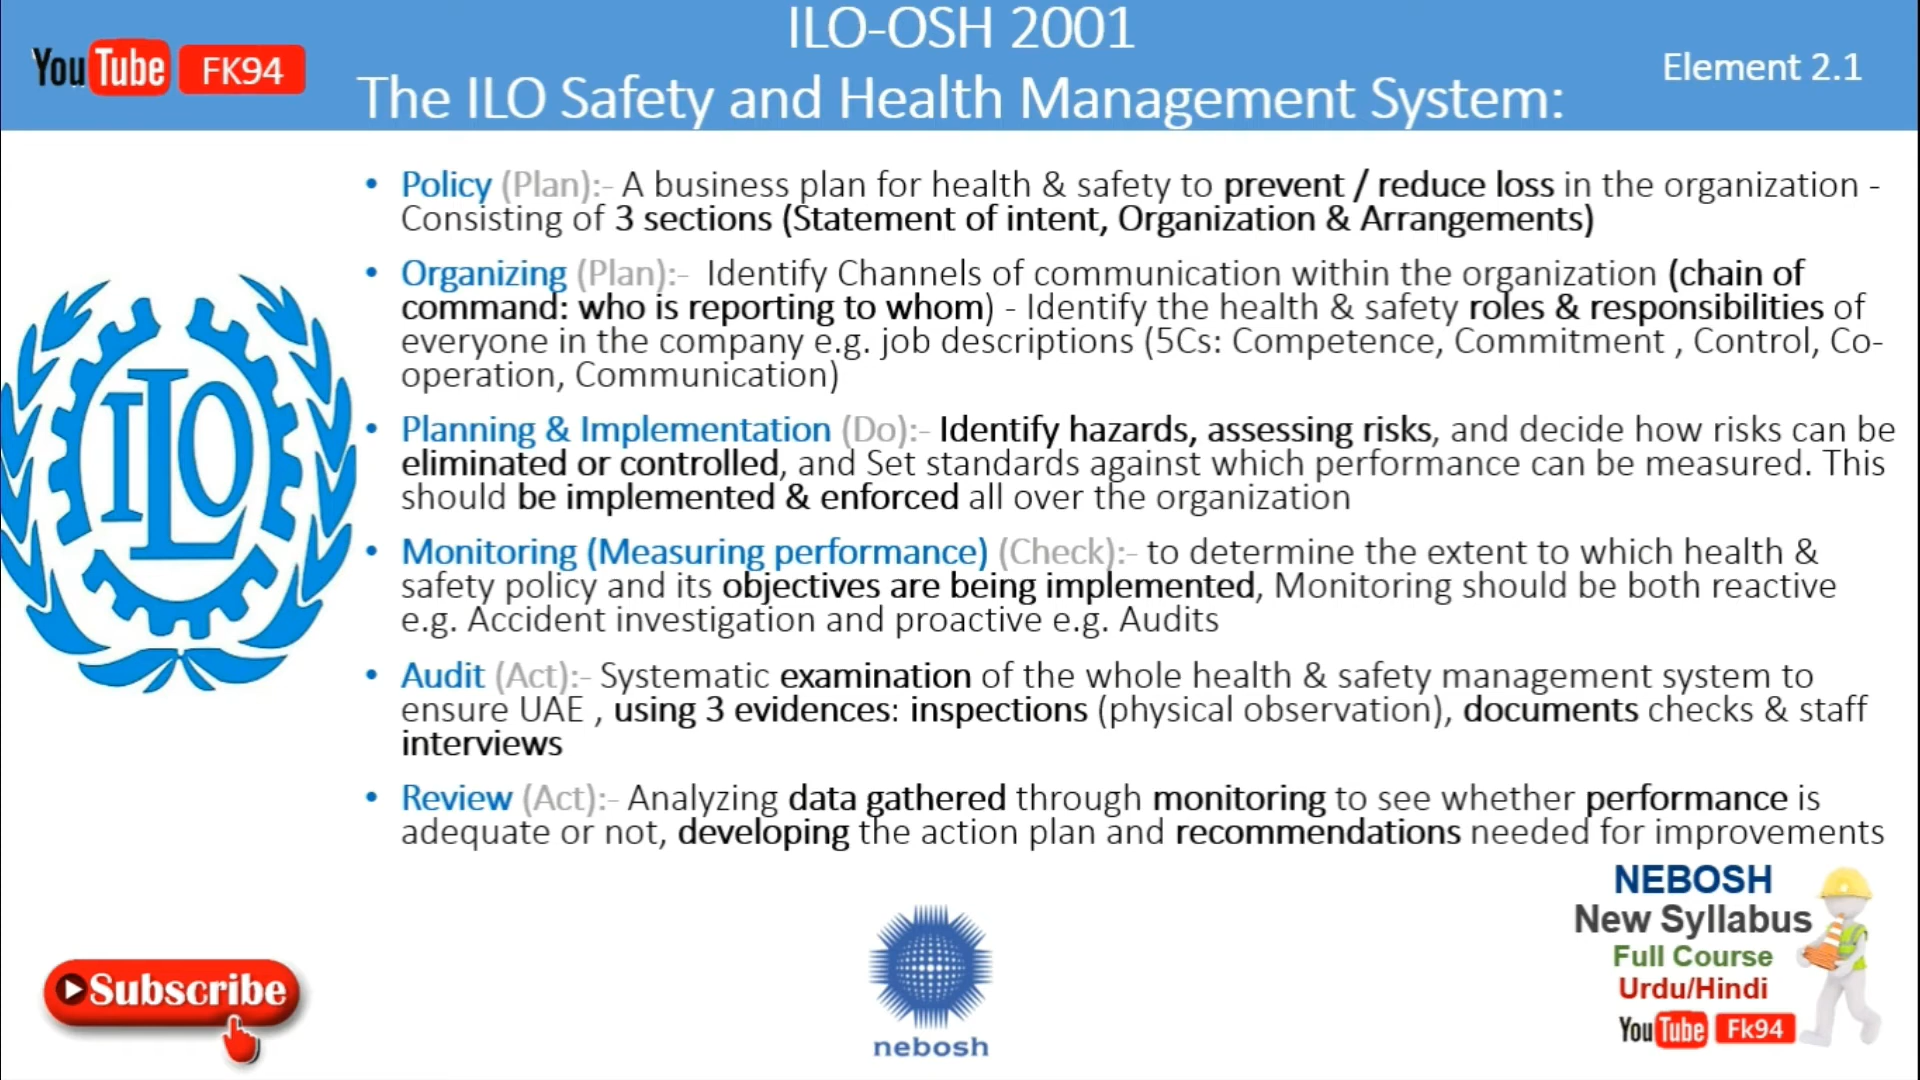 ILO-OSH 2001
YouTube FK94
The ILO Safety and Health Management System:
Element 2.1
• Policy (Plan):- A business plan for health & safety to prevent / reduce loss in the organization -
Consisting of 3 sections (Statement of intent, Organization & Arrangements)
• Organizing (Plan):- Identify Channels of communication within the organization (chain of
command: who is reporting to whom) - Identify the health & safety roles & responsibilities of
everyone in the company e.g. job descriptions (5Cs: Competence, Commitment , Control, Co-
operation, Communication)
• Planning & Implementation (Do):- Identify hazards, assessing risks, and decide how risks can be
eliminated or controlled, and Set standards against which performance can be measured. This
should be implemented & enforced all over the organization
• Monitoring (Measuring performance) (Check):- to determine the extent to which health &
safety policy and its objectives are being implemented, Monitoring should be both reactive
e.g. Accident investigation and proactive e.g. Audits
• Audit (Act):- Systematic examination of the whole health & safety management system to
ensure UAE , using 3 evidences: inspections (physical observation), documents checks & staff
interviews
• Review (Act):- Analyzing data gathered through monitoring to see whether performance is
adequate or not, developing the action plan and recommendations needed for improvements
ILO
Subscribe
nebosh
NEBOSH
New Syllabus
Full Course
Urdu/Hindi
YouTube Fk94